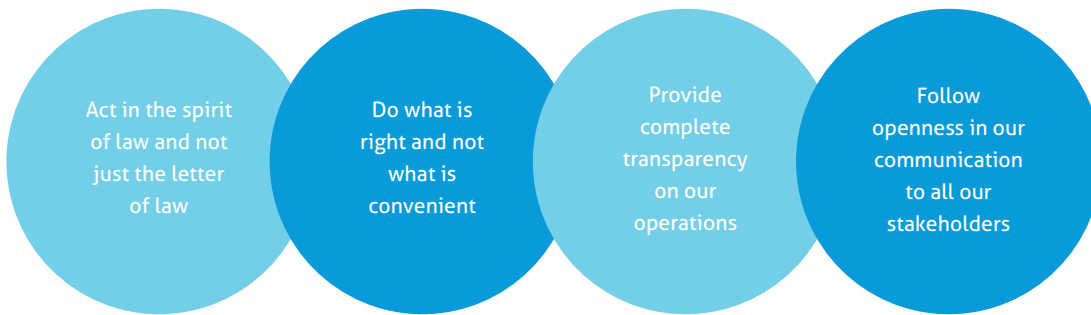 Act in the spirit
of law and not
just the letter
of law
Do what is
right and not
what is
convenient
Provide
complete
transparency
on our
operations
Follow
openness in our
communication
to all our
stakeholders